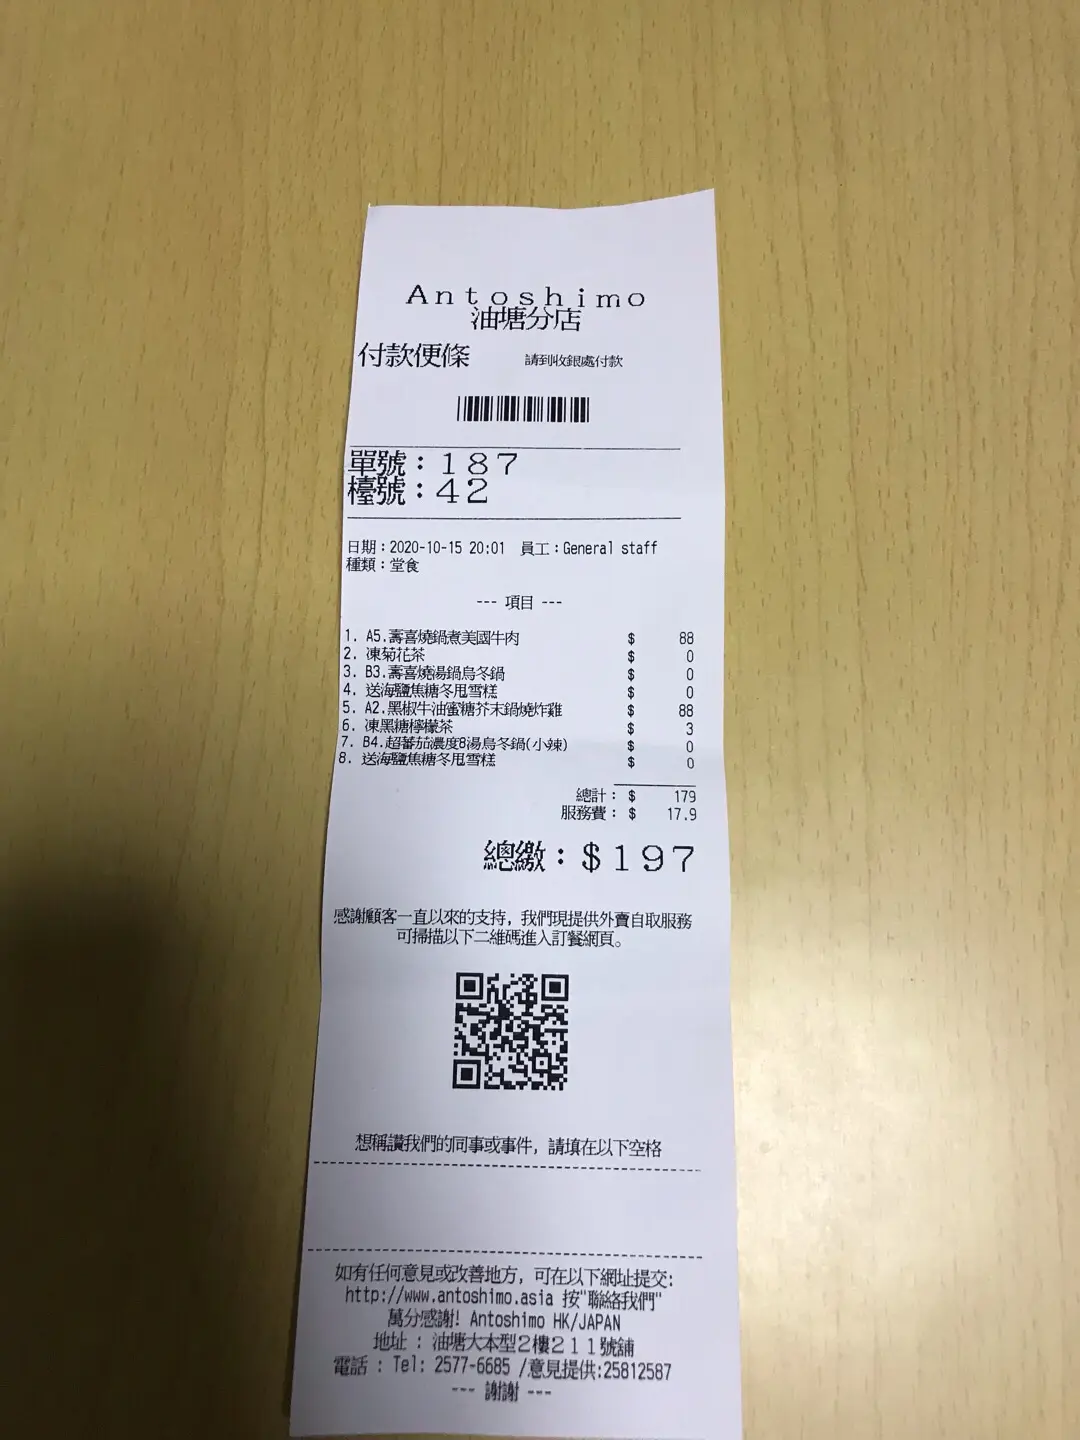 Antoshimo
油塘分店
付款便條 請到收銀處付款
單號：187
檯號：42
日期：2020-10-15 20:01 員工：General staff
種類：堂食
--- 項目 ---
1. A5.壽喜燒鍋煮美國牛肉 $ 88
2. 凍菊花茶 $ 0
3. B3.壽喜燒湯鍋烏冬鍋 $ 0
4. 送海鹽焦糖冬甩雪糕 $ 0
5. A2.黑椒牛油蜜糖芥末鍋燒炸雞 $ 88
6. 凍黑糖檸檬茶 $ 3
7. B4.超蕃茄濃度8湯烏冬鍋(小辣) $ 0
8. 送海鹽焦糖冬甩雪糕 $ 0
總計： $ 179
服務費： $ 17.9
總繳：$197
感謝顧客一直以來的支持, 我們現提供外賣自取服務
可掃描以下二維碼進入訂餐網頁。
想稱讚我們的同事或事件, 請填在以下空格
如有任何意見或改善地方, 可在以下網址提交:
http://www.antoshimo.asia 按"聯絡我們"
萬分感謝! Antoshimo HK/JAPAN
地址 : 油塘大本型2樓211號舖
電話 : Tel: 2577-6685 /意見提供:25812587
--- 謝謝 ---